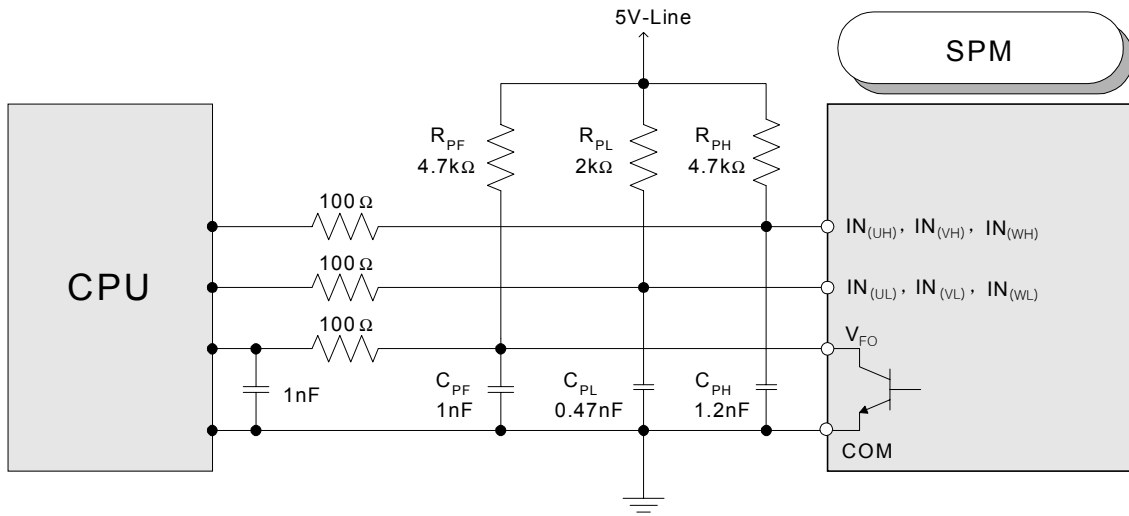 5V-Line
SPM
R_PF
4.7kΩ
R_PL
2kΩ
R_PH
4.7kΩ
100 Ω
IN(UH), IN(VH), IN(WH)
CPU
100 Ω
IN(UL), IN(VL), IN(WL)
100 Ω
V_FO
1nF
C_PF
1nF
C_PL
0.47nF
C_PH
1.2nF
COM